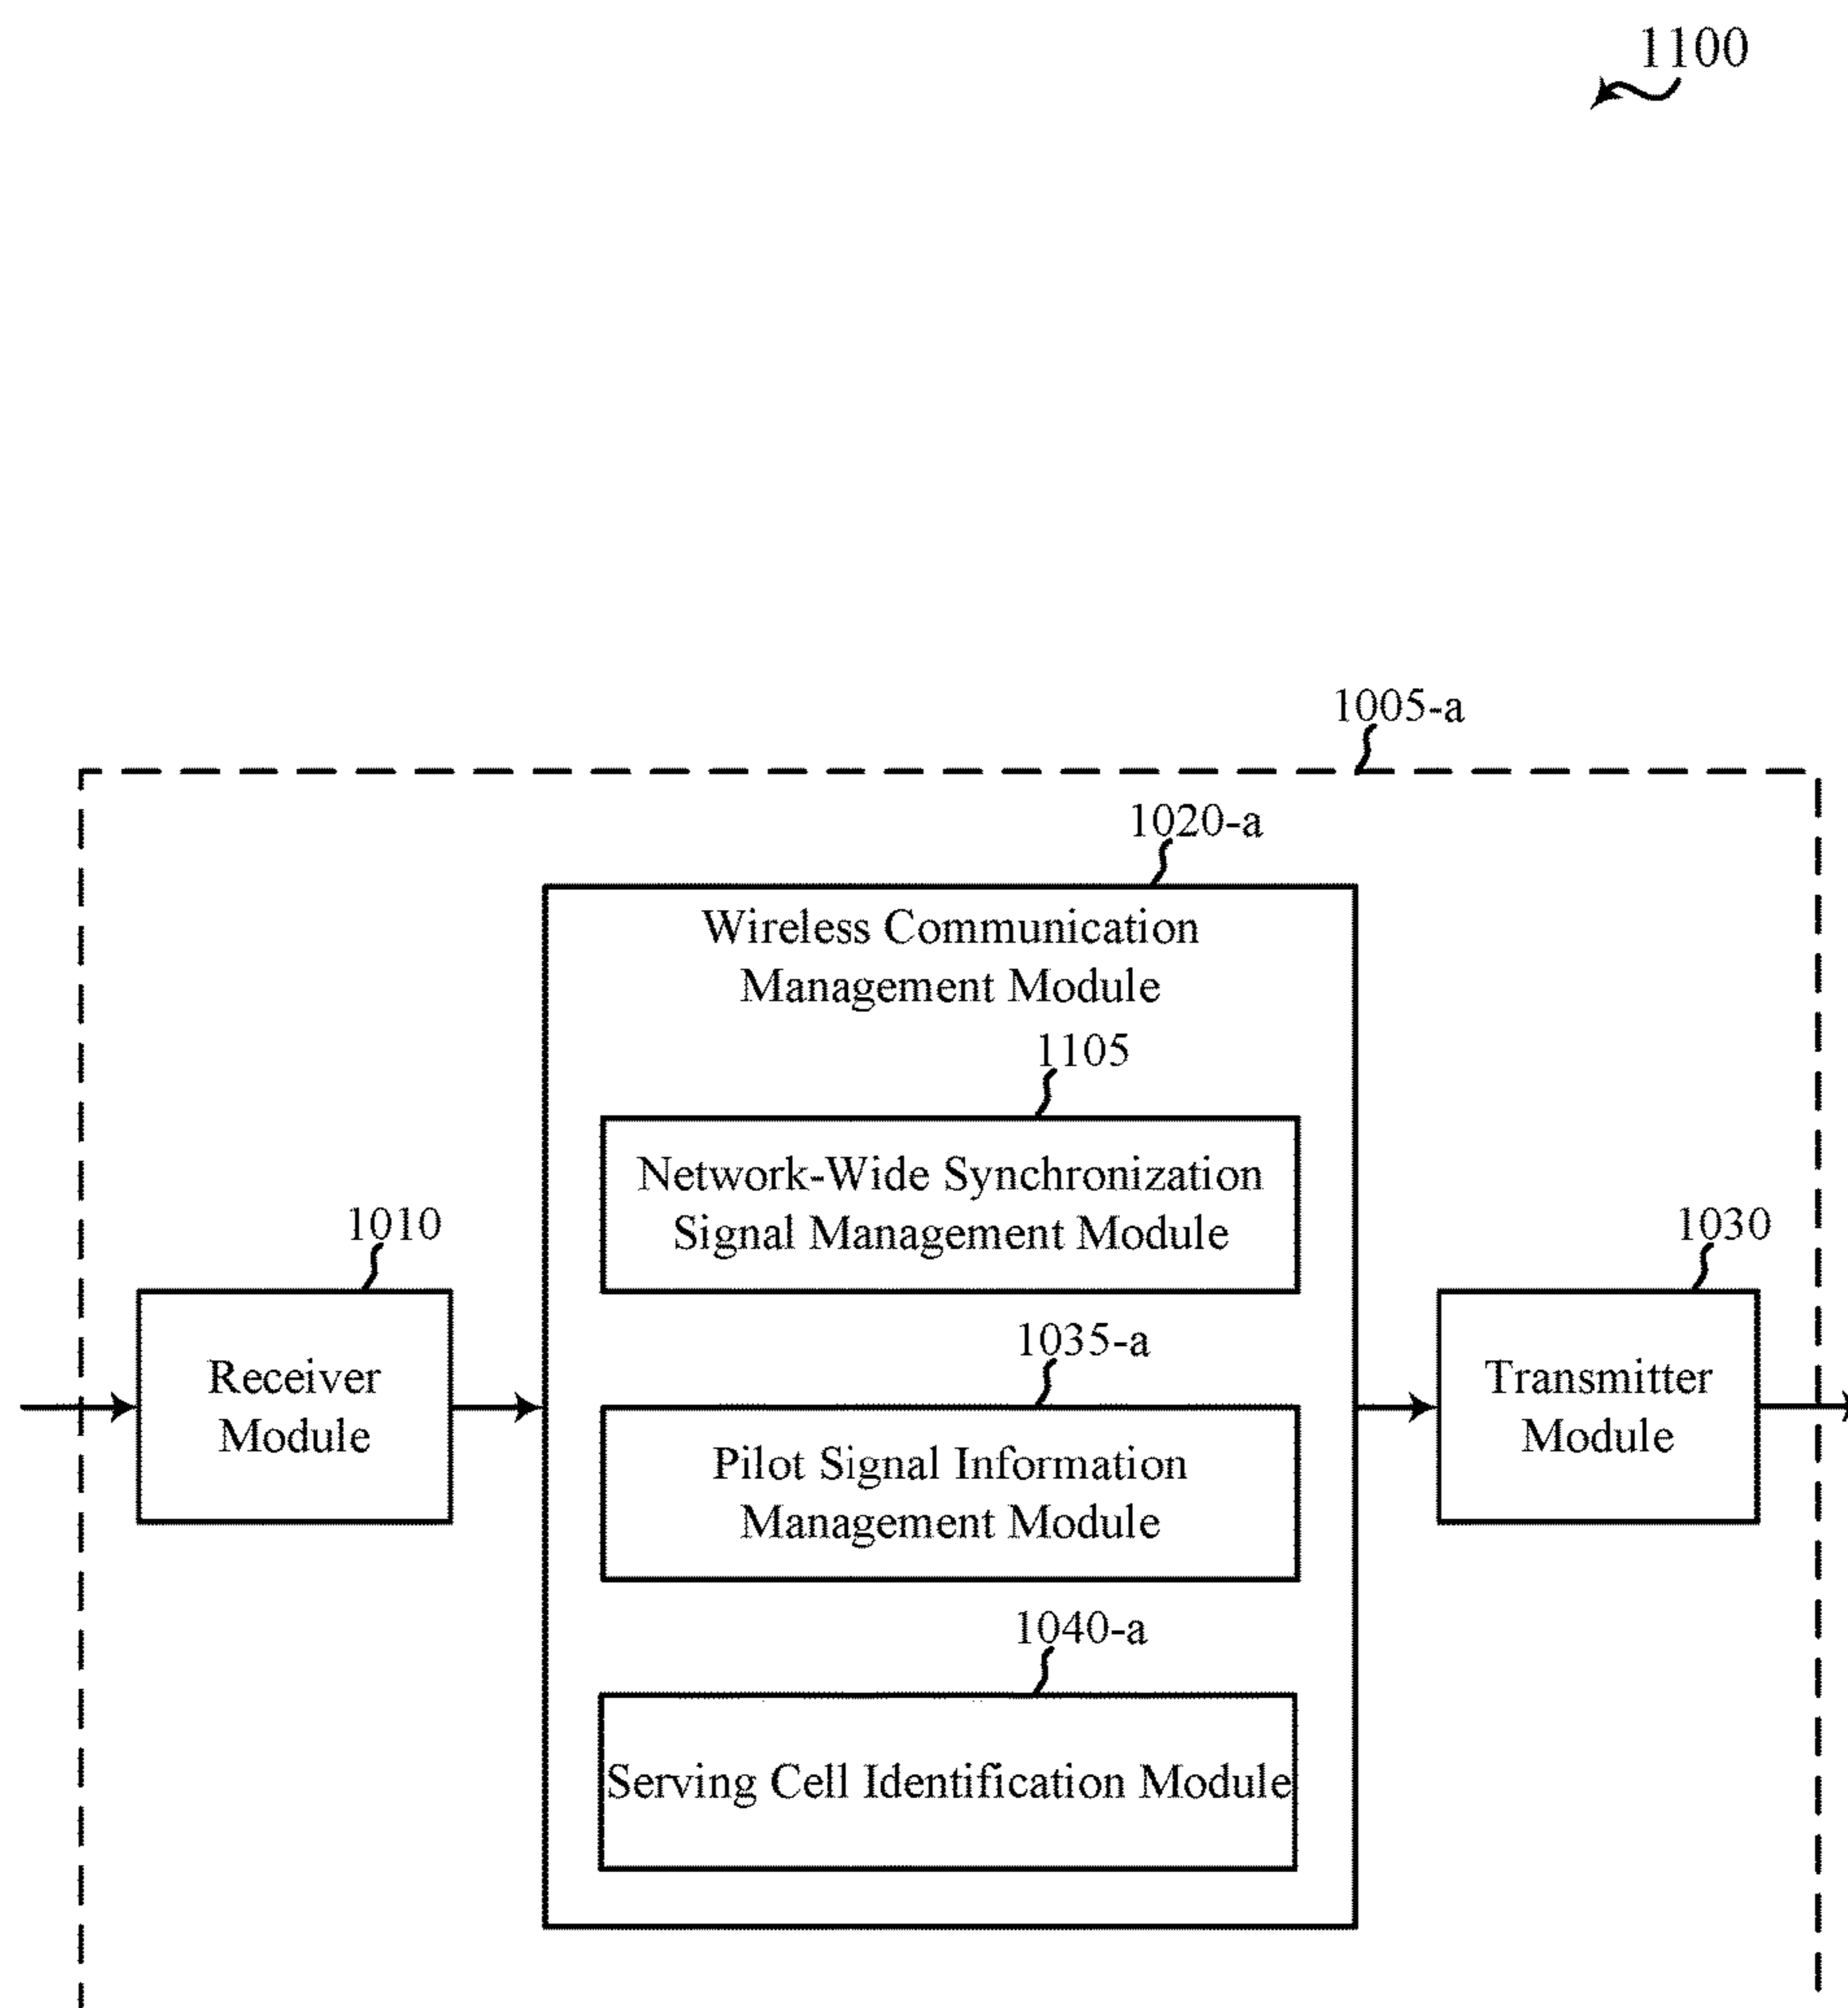 1100
1005-a
1020-a
Wireless Communication
Management Module
1105
Network-Wide Synchronization
Signal Management Module
1010
Receiver
Module
1035-a
Pilot Signal Information
Management Module
1030
Transmitter
Module
1040-a
Serving Cell Identification Module